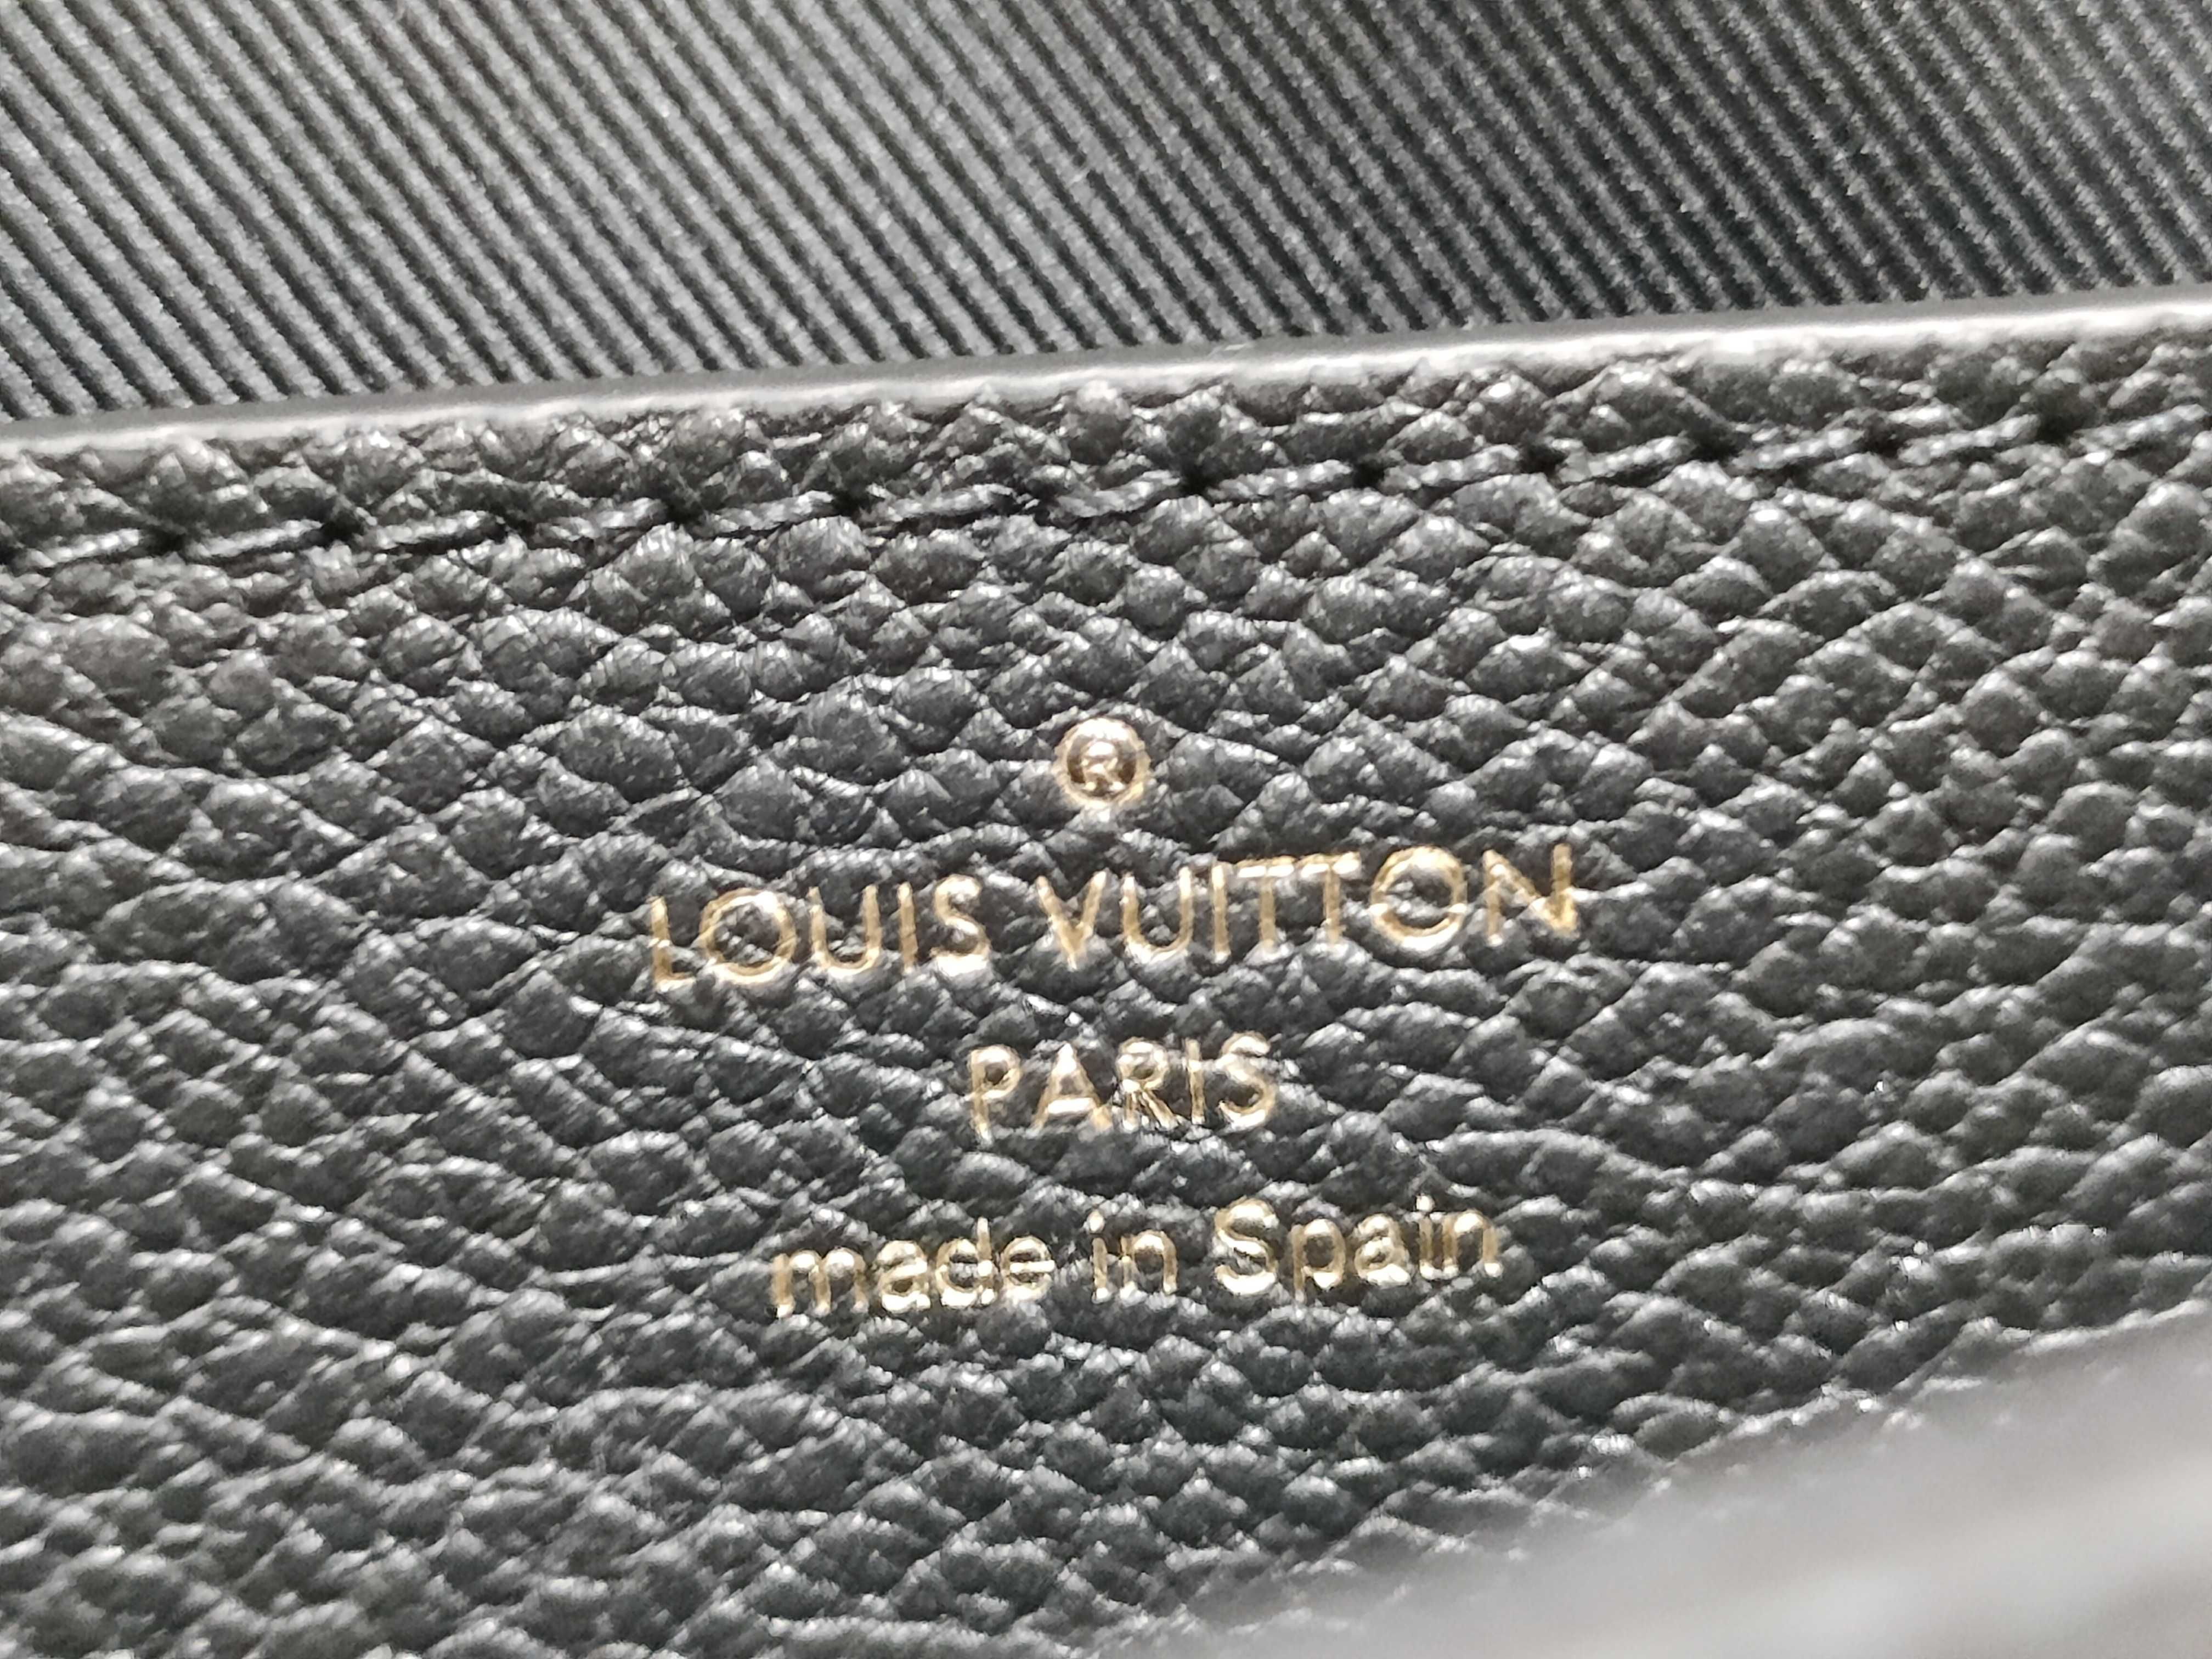 ®
LOUIS VUITTON
PARIS
made in Spain